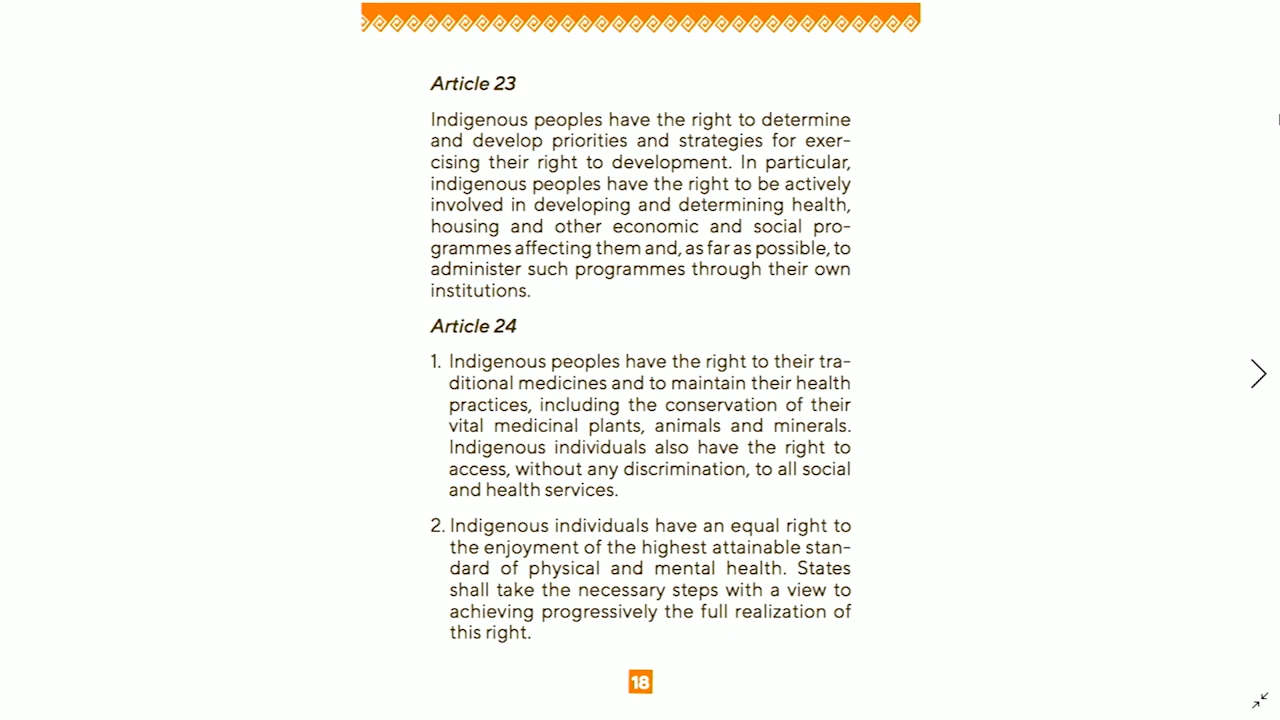 Article 23
Indigenous peoples have the right to determine
and develop priorities and strategies for exer-
cising their right to development. In particular,
indigenous peoples have the right to be actively
involved in developing and determining health,
housing and other economic and social pro-
grammes affecting them and, as far as possible, to
administer such programmes through their own
institutions.
Article 24
1. Indigenous peoples have the right to their tra-
ditional medicines and to maintain their health
practices, including the conservation of their
vital medicinal plants, animals and minerals.
Indigenous individuals also have the right to
access, without any discrimination, to all social
and health services.
2. Indigenous individuals have an equal right to
the enjoyment of the highest attainable stan-
dard of physical and mental health. States
shall take the necessary steps with a view to
achieving progressively the full realization of
this right.
18